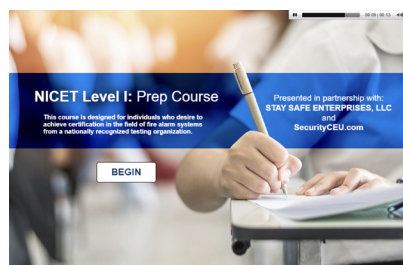 NICET Level I: Prep Course
This course is designed for individuals who desire to
achieve certification in the field of fire alarm systems
from a nationally recognized testing organization.
Presented in partnership with:
STAY SAFE ENTERPRISES, LLC
and
SecurityCEU.com
BEGIN